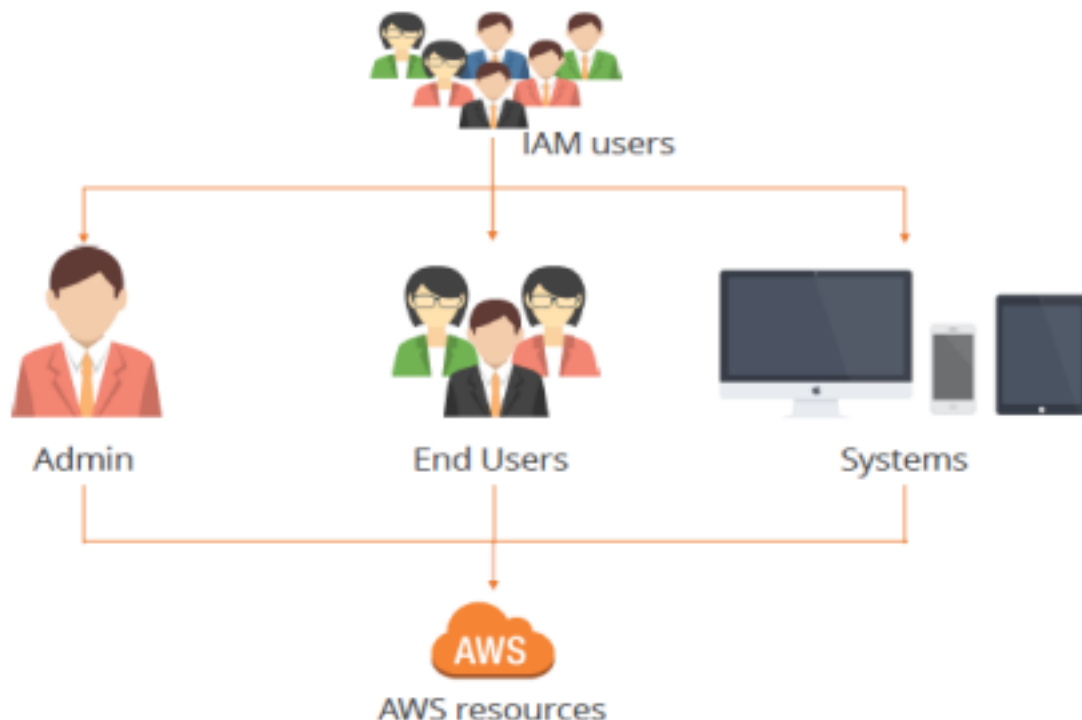 IAM users
Admin
End Users
Systems
AWS
AWS resources